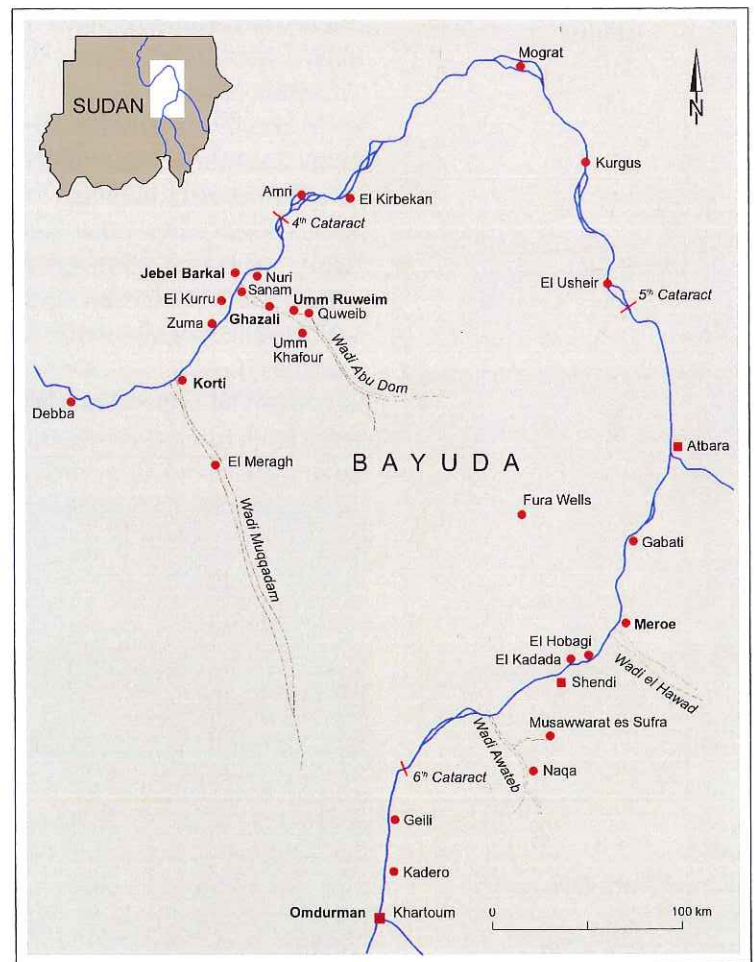 SUDAN
Mograt
N
Kurgus
Amri
El Kirbekan
4th Cataract
Jebel Barkal
Nuri
El Usheir
Sanam
5th Cataract
El Kurru
Umm Ruweim
Ghazali
Quweib
Zuma
Umm
Khafour
Wadi Abu Dom
Korti
Debba
Atbara
El Meragh
BAYUDA
Fura Wells
Wadi Muqqadam
Gabati
Meroe
El Hobagi
El Kadada
Wadi el Hawad
Shendi
Musawwarat es Sufra
Wadi Awateb
6th Cataract
Naqa
Geili
Kadero
Omdurman
Khartoum
0
100 km